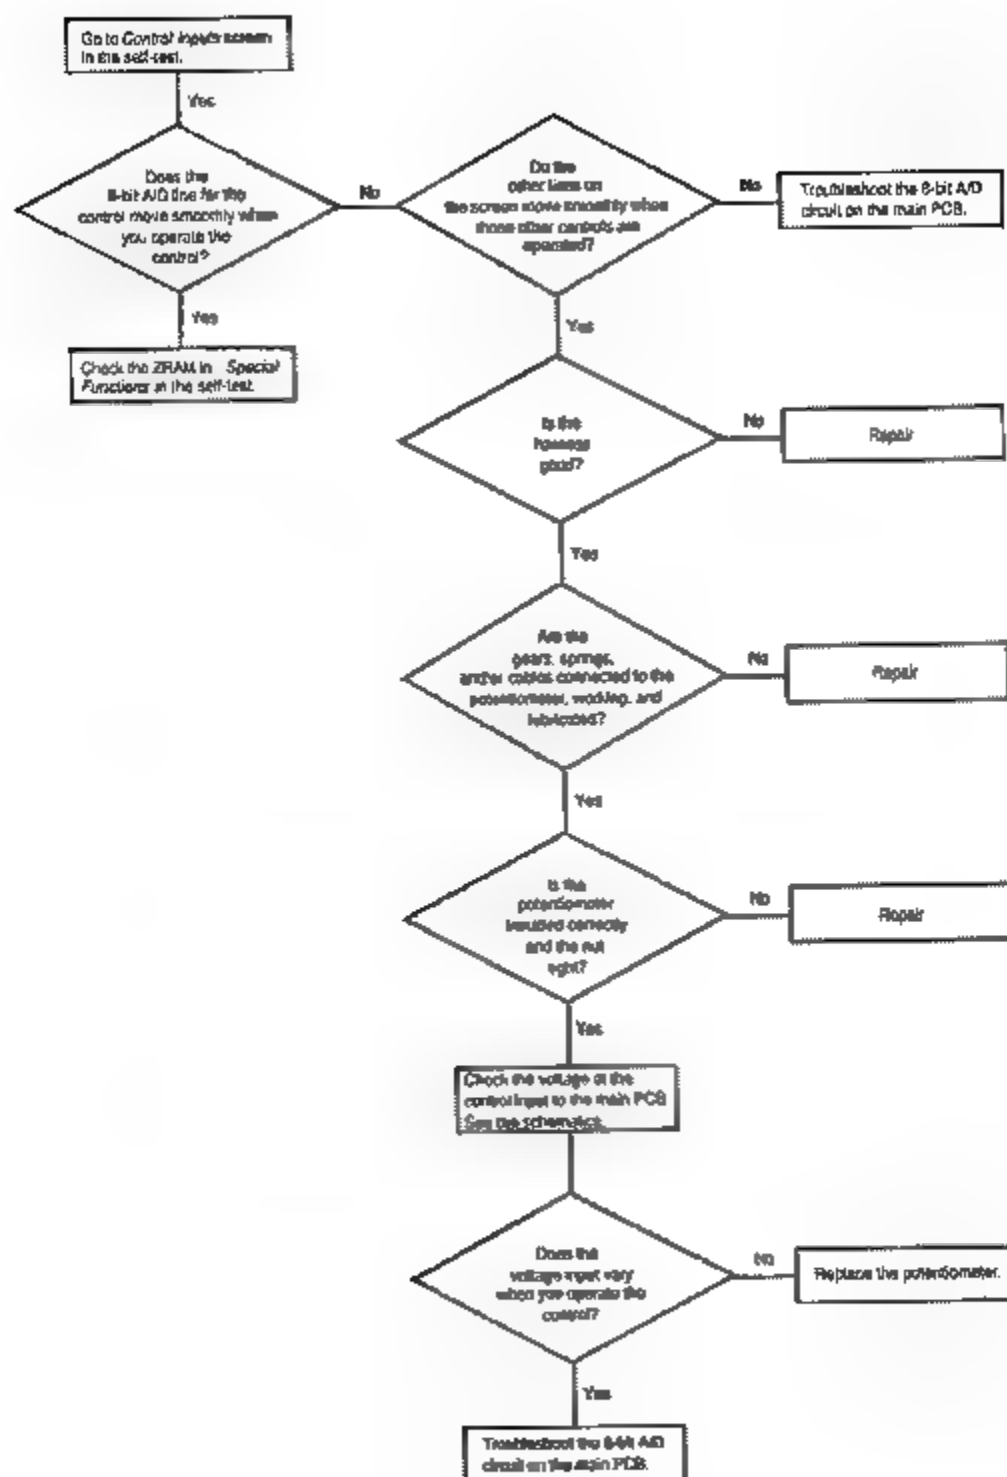 Go to Control Inputs screen
in the self-test.
Yes
Does the
8-bit A/D line for the
control move smoothly when
you operate the
control?
No
Yes
Check the ZRAM in Special
Functions in the self-test.
Do the
other lines on
the screen move smoothly when
those other controls are
operated?
No
Troubleshoot the 8-bit A/D
circuit on the main PCB.
Yes
Is the
harness
good?
No
Repair
Yes
Are the
gears, springs,
and/or cables connected to the
potentiometer, working, and
lubricated?
No
Repair
Yes
Is the
potentiometer
installed correctly
and the nut
tight?
No
Repair
Yes
Check the voltage at the
control input to the main PCB
See the schematics.
Does the
voltage input vary
when you operate the
control?
No
Replace the potentiometer.
Yes
Troubleshoot the 8-bit A/D
circuit on the main PCB.